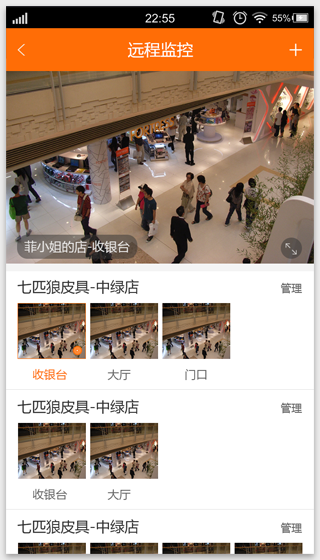 22:55 55%
远程监控
菲小姐的店-收银台
七匹狼皮具-中绿店 管理
收银台 大厅 门口
七匹狼皮具-中绿店 管理
收银台 大厅
七匹狼皮具-中绿店 管理